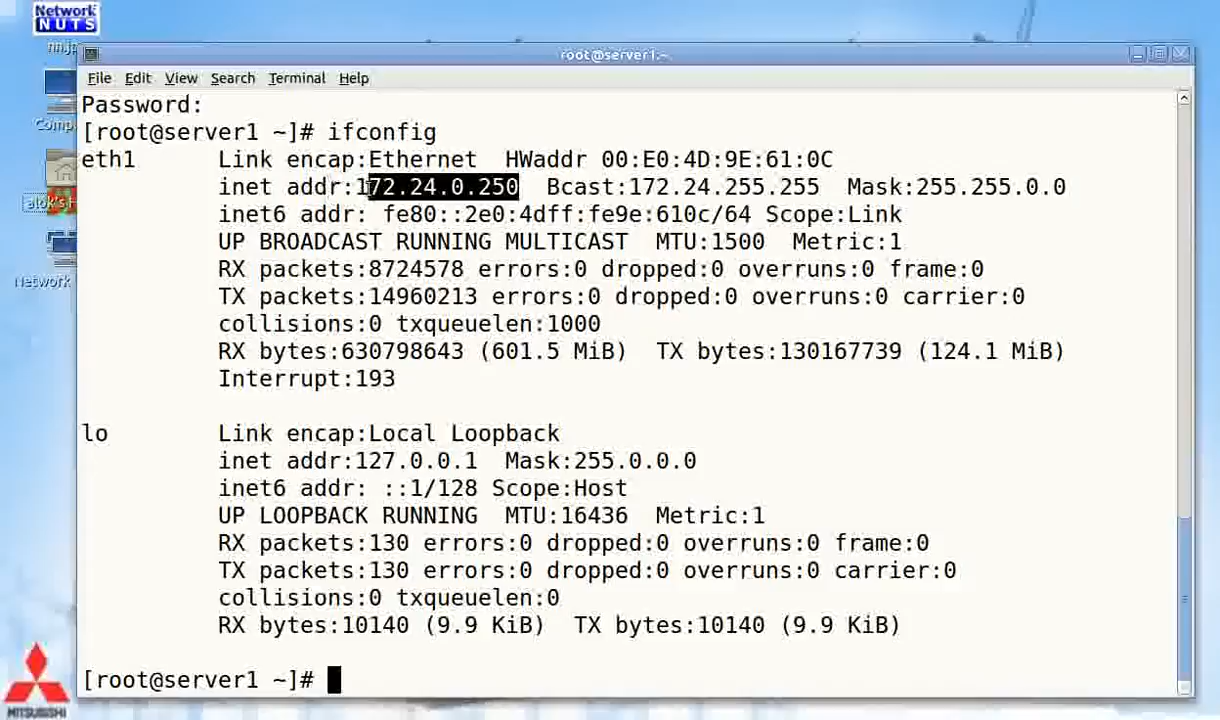 Network
NUTS
nn.jp
root@server1:~
File Edit View Search Terminal Help
Password:
[root@server1 ~]# ifconfig
eth1 Link encap:Ethernet HWaddr 00:E0:4D:9E:61:0C
inet addr:172.24.0.250 Bcast:172.24.255.255 Mask:255.255.0.0
inet6 addr: fe80::2e0:4dff:fe9e:610c/64 Scope:Link
UP BROADCAST RUNNING MULTICAST MTU:1500 Metric:1
RX packets:8724578 errors:0 dropped:0 overruns:0 frame:0
TX packets:14960213 errors:0 dropped:0 overruns:0 carrier:0
collisions:0 txqueuelen:1000
RX bytes:630798643 (601.5 MiB) TX bytes:130167739 (124.1 MiB)
Interrupt:193
lo Link encap:Local Loopback
inet addr:127.0.0.1 Mask:255.0.0.0
inet6 addr: ::1/128 Scope:Host
UP LOOPBACK RUNNING MTU:16436 Metric:1
RX packets:130 errors:0 dropped:0 overruns:0 frame:0
TX packets:130 errors:0 dropped:0 overruns:0 carrier:0
collisions:0 txqueuelen:0
RX bytes:10140 (9.9 KiB) TX bytes:10140 (9.9 KiB)
[root@server1 ~]#
Comp
alok's H
Network
MITSUBISHI